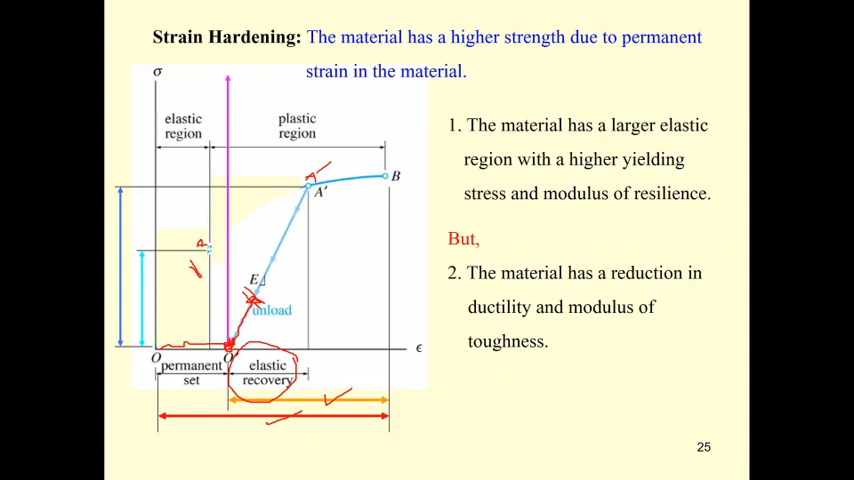 Strain Hardening: The material has a higher strength due to permanent
strain in the material.
σ
elastic
region
plastic
region
1. The material has a larger elastic
region with a higher yielding
stress and modulus of resilience.
But,
2. The material has a reduction in
ductility and modulus of
toughness.
A'
B
A'
A
E
unload
O
O'
ϵ
permanent
set
elastic
recovery
25